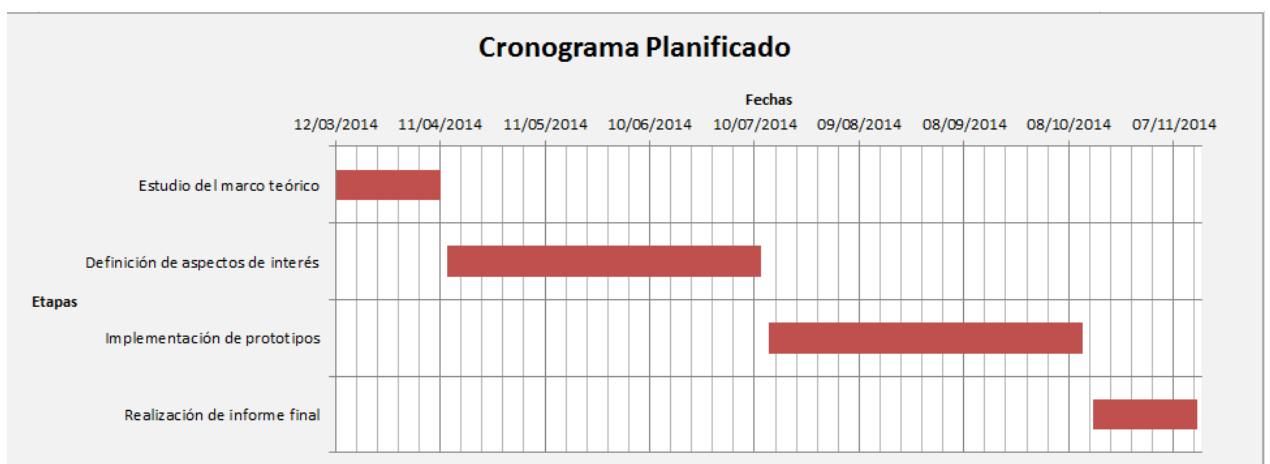 Cronograma Planificado
Fechas
12/03/2014 11/04/2014 11/05/2014 10/06/2014 10/07/2014 09/08/2014 08/09/2014 08/10/2014 07/11/2014
Estudio del marco teórico
Definición de aspectos de interés
Etapas
Implementación de prototipos
Realización de informe final